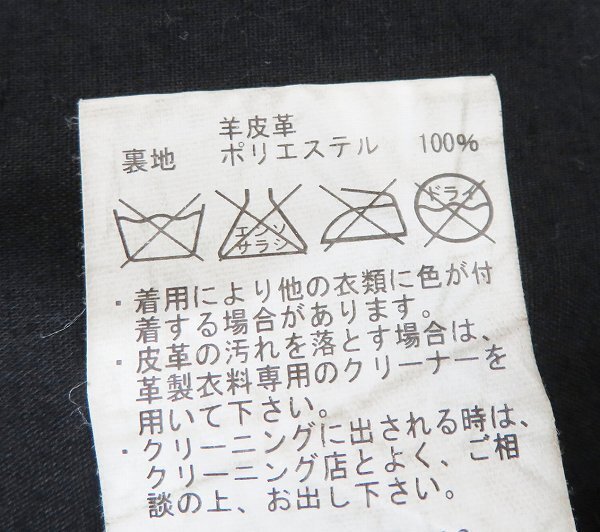 羊皮革
裏地 ポリエステル 100%
エンソ
サラシ
ドライ
・着用により他の衣類に色が付
着する場合があります。
・皮革の汚れを落とす場合は、
革製衣料専用のクリーナーを
用いて下さい。
・クリーニングに出される時は、
クリーニング店とよく、ご相
談の上、お出し下さい。